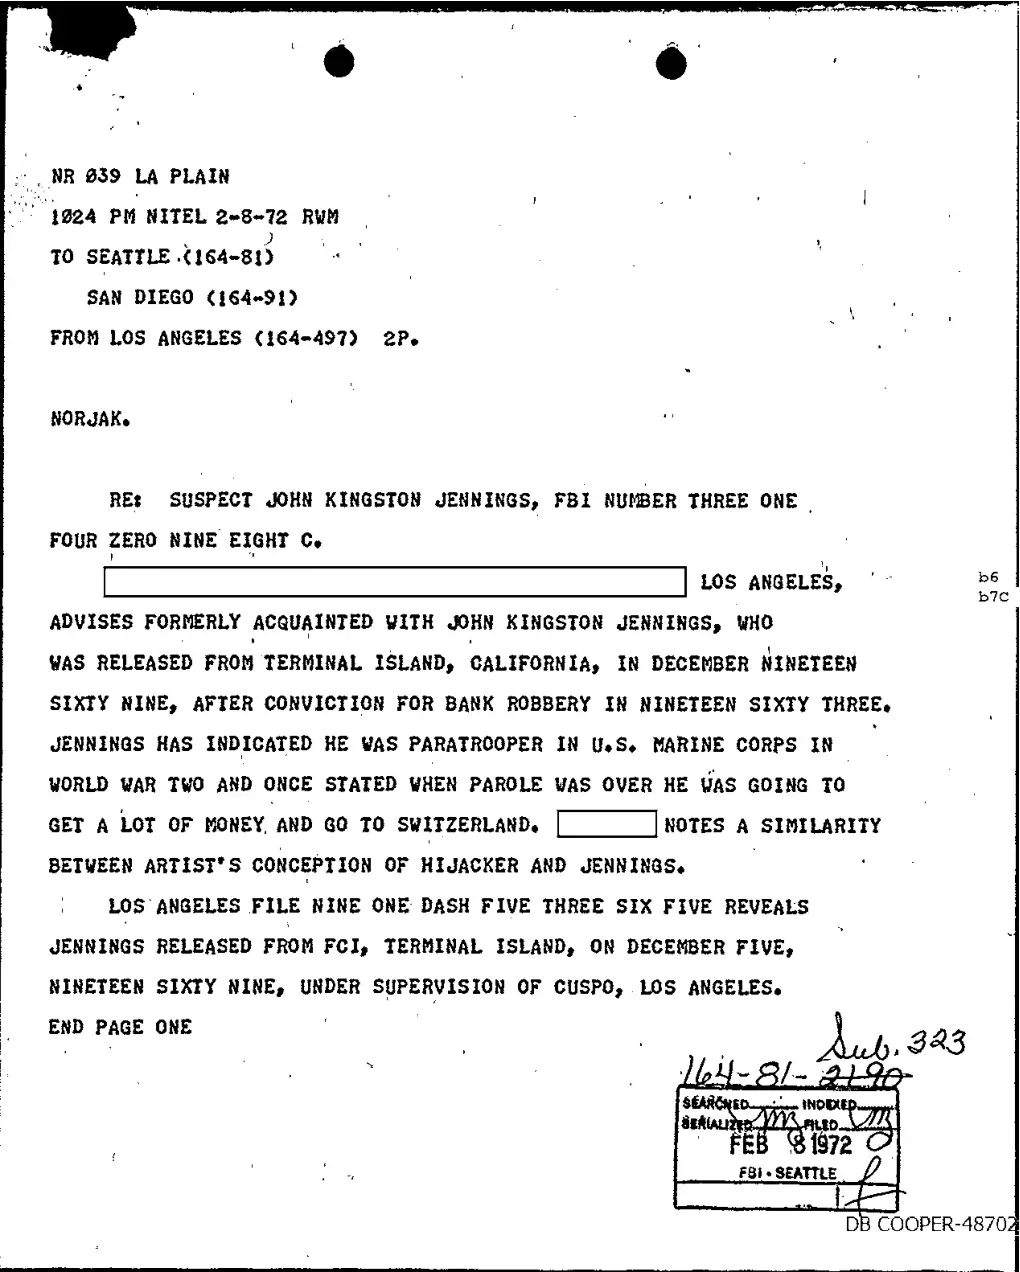 NR 039 LA PLAIN
1024 PM NITEL 2-8-72 RWM
TO SEATTLE (164-81)
SAN DIEGO (164-91)
FROM LOS ANGELES (164-497) 2P.
NORJAK.
RE: SUSPECT JOHN KINGSTON JENNINGS, FBI NUMBER THREE ONE
FOUR ZERO NINE EIGHT C.
LOS ANGELES,
b6
b7C
ADVISES FORMERLY ACQUAINTED WITH JOHN KINGSTON JENNINGS, WHO
WAS RELEASED FROM TERMINAL ISLAND, CALIFORNIA, IN DECEMBER NINETEEN
SIXTY NINE, AFTER CONVICTION FOR BANK ROBBERY IN NINETEEN SIXTY THREE.
JENNINGS HAS INDICATED HE WAS PARATROOPER IN U.S. MARINE CORPS IN
WORLD WAR TWO AND ONCE STATED WHEN PAROLE WAS OVER HE WAS GOING TO
GET A LOT OF MONEY AND GO TO SWITZERLAND. NOTES A SIMILARITY
BETWEEN ARTIST'S CONCEPTION OF HIJACKER AND JENNINGS.
LOS ANGELES FILE NINE ONE DASH FIVE THREE SIX FIVE REVEALS
JENNINGS RELEASED FROM FCI, TERMINAL ISLAND, ON DECEMBER FIVE,
NINETEEN SIXTY NINE, UNDER SUPERVISION OF CUSPO, LOS ANGELES.
END PAGE ONE
Sub. 323
164-81-2190
SEARCHED INDEXED
SERIALIZED FILED
FEB 8 1972
FBI - SEATTLE
DB COOPER-48702